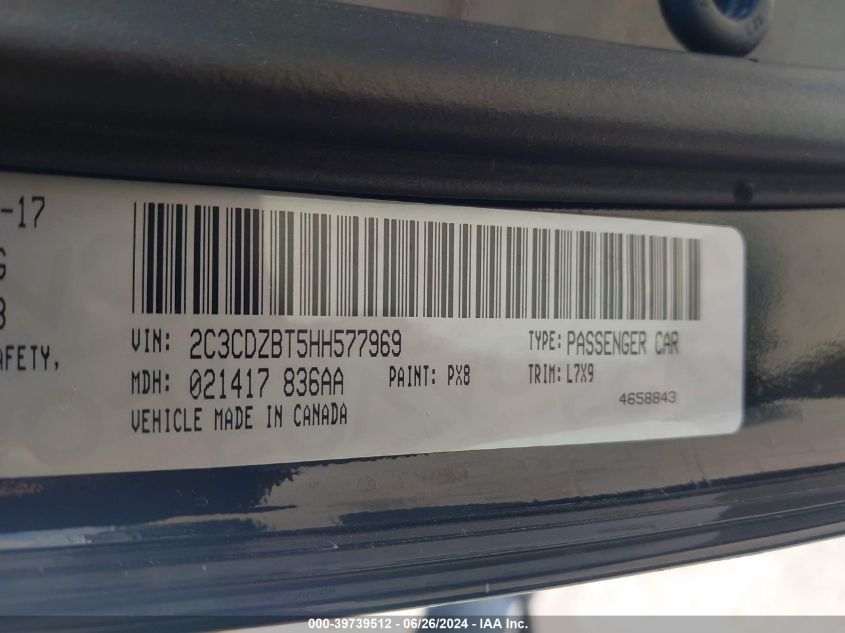 -17
G
8
AFETY,
VIN: 2C3CDZBT5HH577969 TYPE: PASSENGER CAR
MDH: 021417 836AA PAINT: PX8 TRIM: L7X9
VEHICLE MADE IN CANADA 4658843
000-39739512 - 06/26/2024 - IAA Inc.